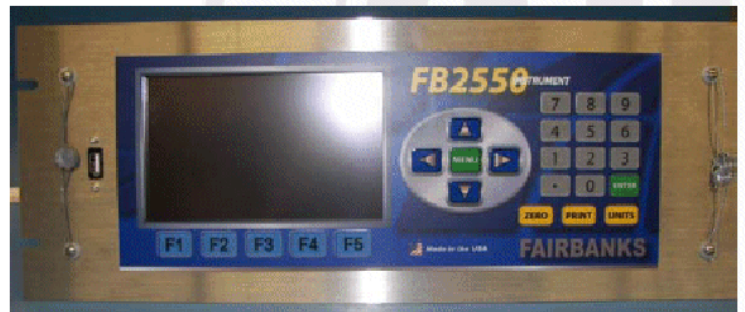 FB2550
INSTRUMENT
7 8 9
4 5 6
MENU
1 2 3
. 0 ENTER
ZERO PRINT UNITS
F1 F2 F3 F4 F5
Made in the USA
FAIRBANKS